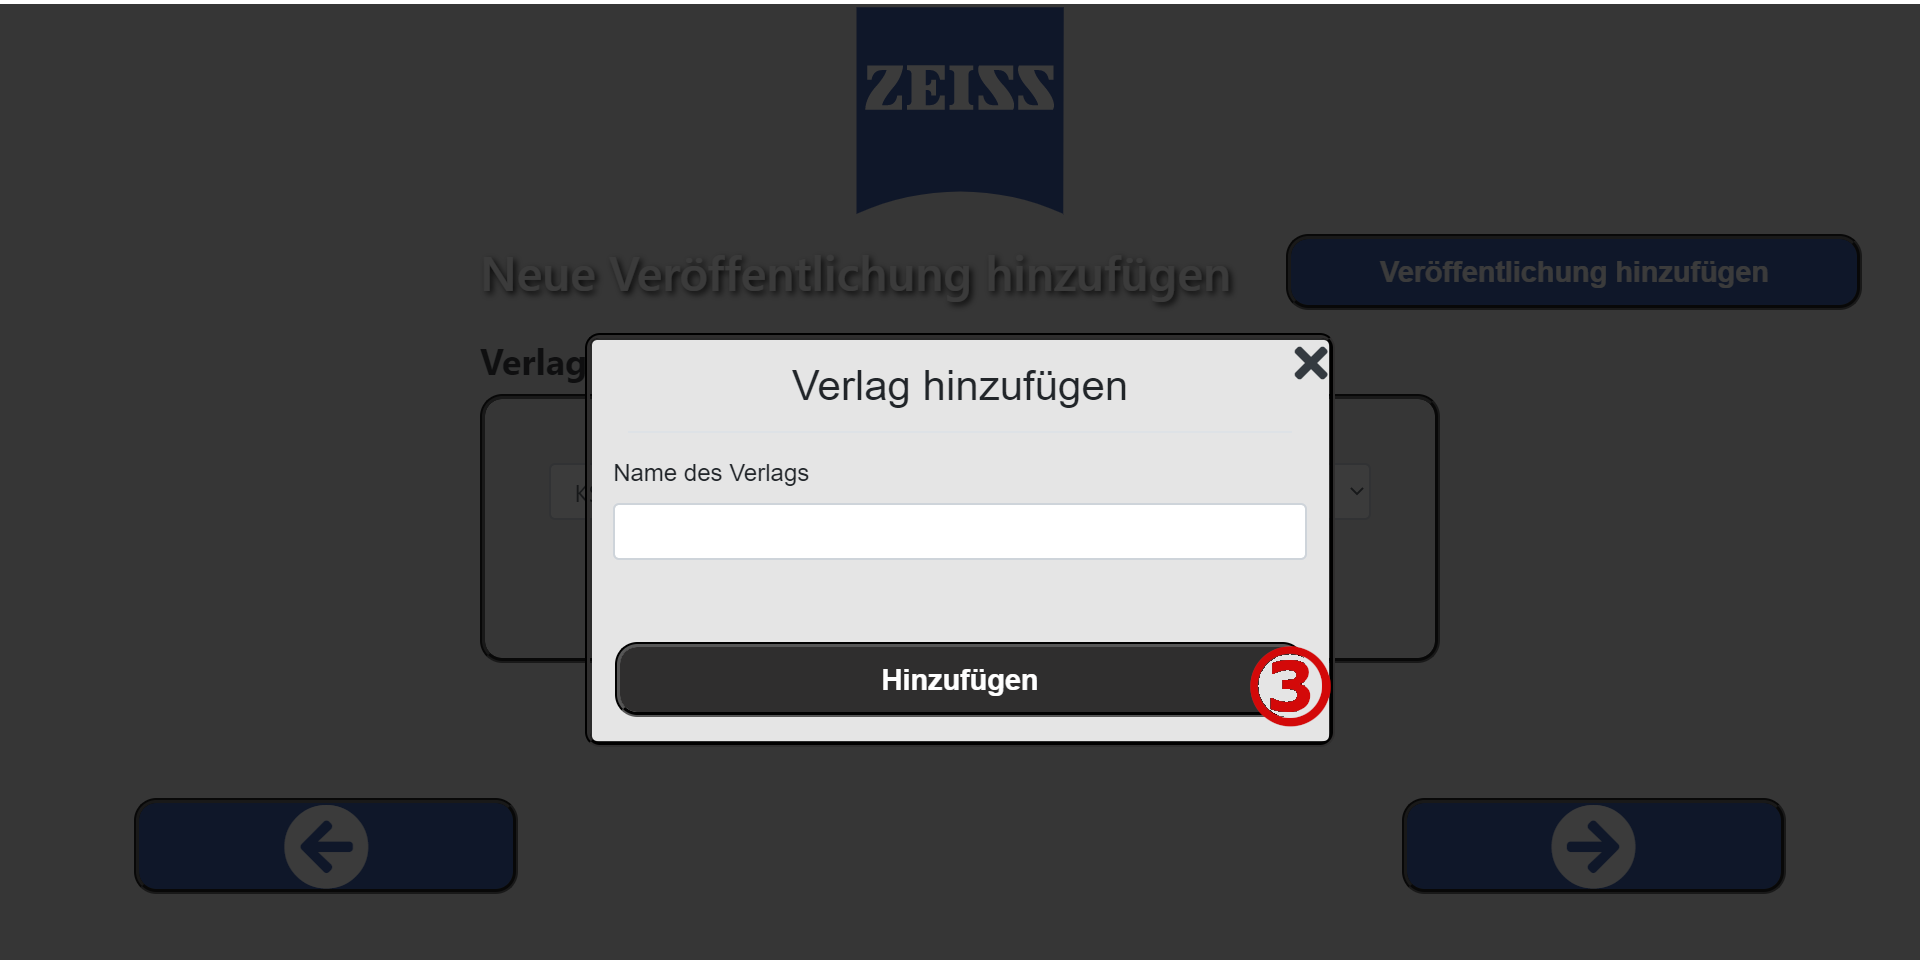 ZEISS
Neue Veröffentlichung hinzufügen
Veröffentlichung hinzufügen
Verlag
Verlag hinzufügen
Name des Verlags
Hinzufügen
3